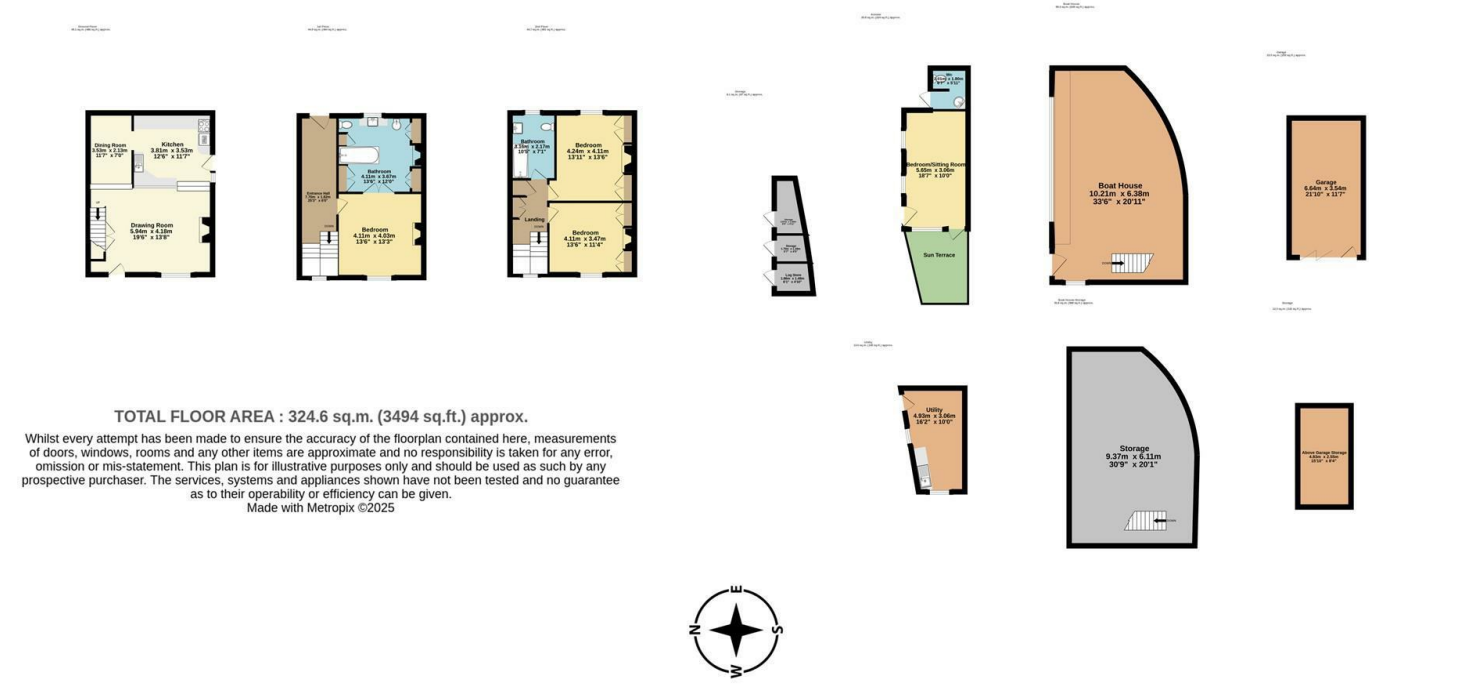 Dining Room
3.53m x 2.13m
11'7" x 7'0"
Kitchen
3.81m x 3.53m
12'6" x 11'7"
UP
Drawing Room
5.94m x 4.18m
19'6" x 13'8"
Entrance Hall
Bathroom
4.11m x 3.67m
13'6" x 12'0"
Bedroom
4.11m x 4.03m
13'6" x 13'3"
Bathroom
x 2.17m
x 7'1"
Bedroom
4.24m x 4.11m
13'11" x 13'6"
Landing
Bedroom
4.11m x 3.47m
13'6" x 11'4"
Storage
Log Store
Bedroom/Sitting Room
5.65m x 3.06m
18'7" x 10'0"
Sun Terrace
Boat House
10.21m x 6.38m
33'6" x 20'11"
Garage
6.64m x 3.54m
21'10" x 11'7"
Utility
4.93m x 3.06m
16'2" x 10'0"
Storage
9.37m x 6.11m
30'9" x 20'1"
Above Garage Storage
TOTAL FLOOR AREA : 324.6 sq.m. (3494 sq.ft.) approx.
Whilst every attempt has been made to ensure the accuracy of the floorplan contained here, measurements
of doors, windows, rooms and any other items are approximate and no responsibility is taken for any error,
omission or mis-statement. This plan is for illustrative purposes only and should be used as such by any
prospective purchaser. The services, systems and appliances shown have not been tested and no guarantee
as to their operability or efficiency can be given.
Made with Metropix ©2025
E
N
S
W